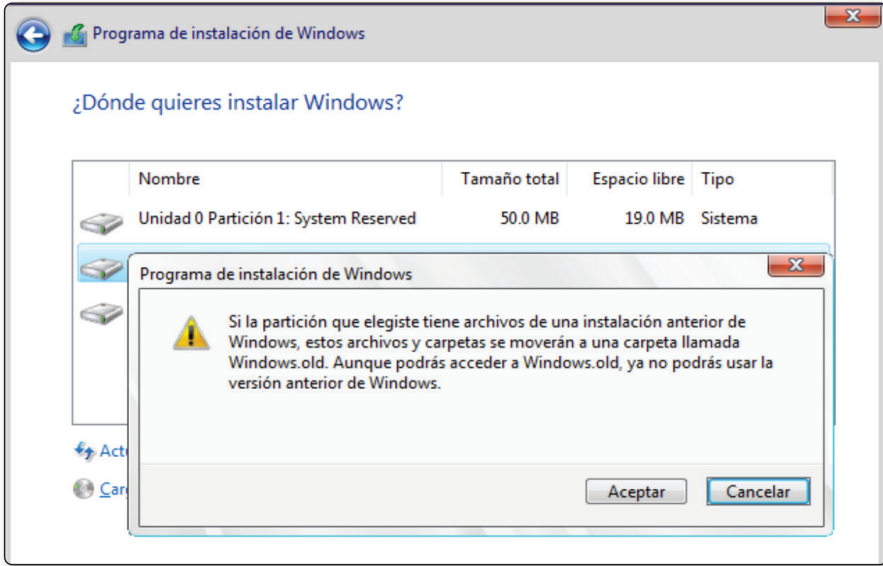 Programa de instalación de Windows
¿Dónde quieres instalar Windows?
Nombre Tamaño total Espacio libre Tipo
Unidad 0 Partición 1: System Reserved 50.0 MB 19.0 MB Sistema
Programa de instalación de Windows
Si la partición que elegiste tiene archivos de una instalación anterior de
Windows, estos archivos y carpetas se moverán a una carpeta llamada
Windows.old. Aunque podrás acceder a Windows.old, ya no podrás usar la
versión anterior de Windows.
Aceptar Cancelar